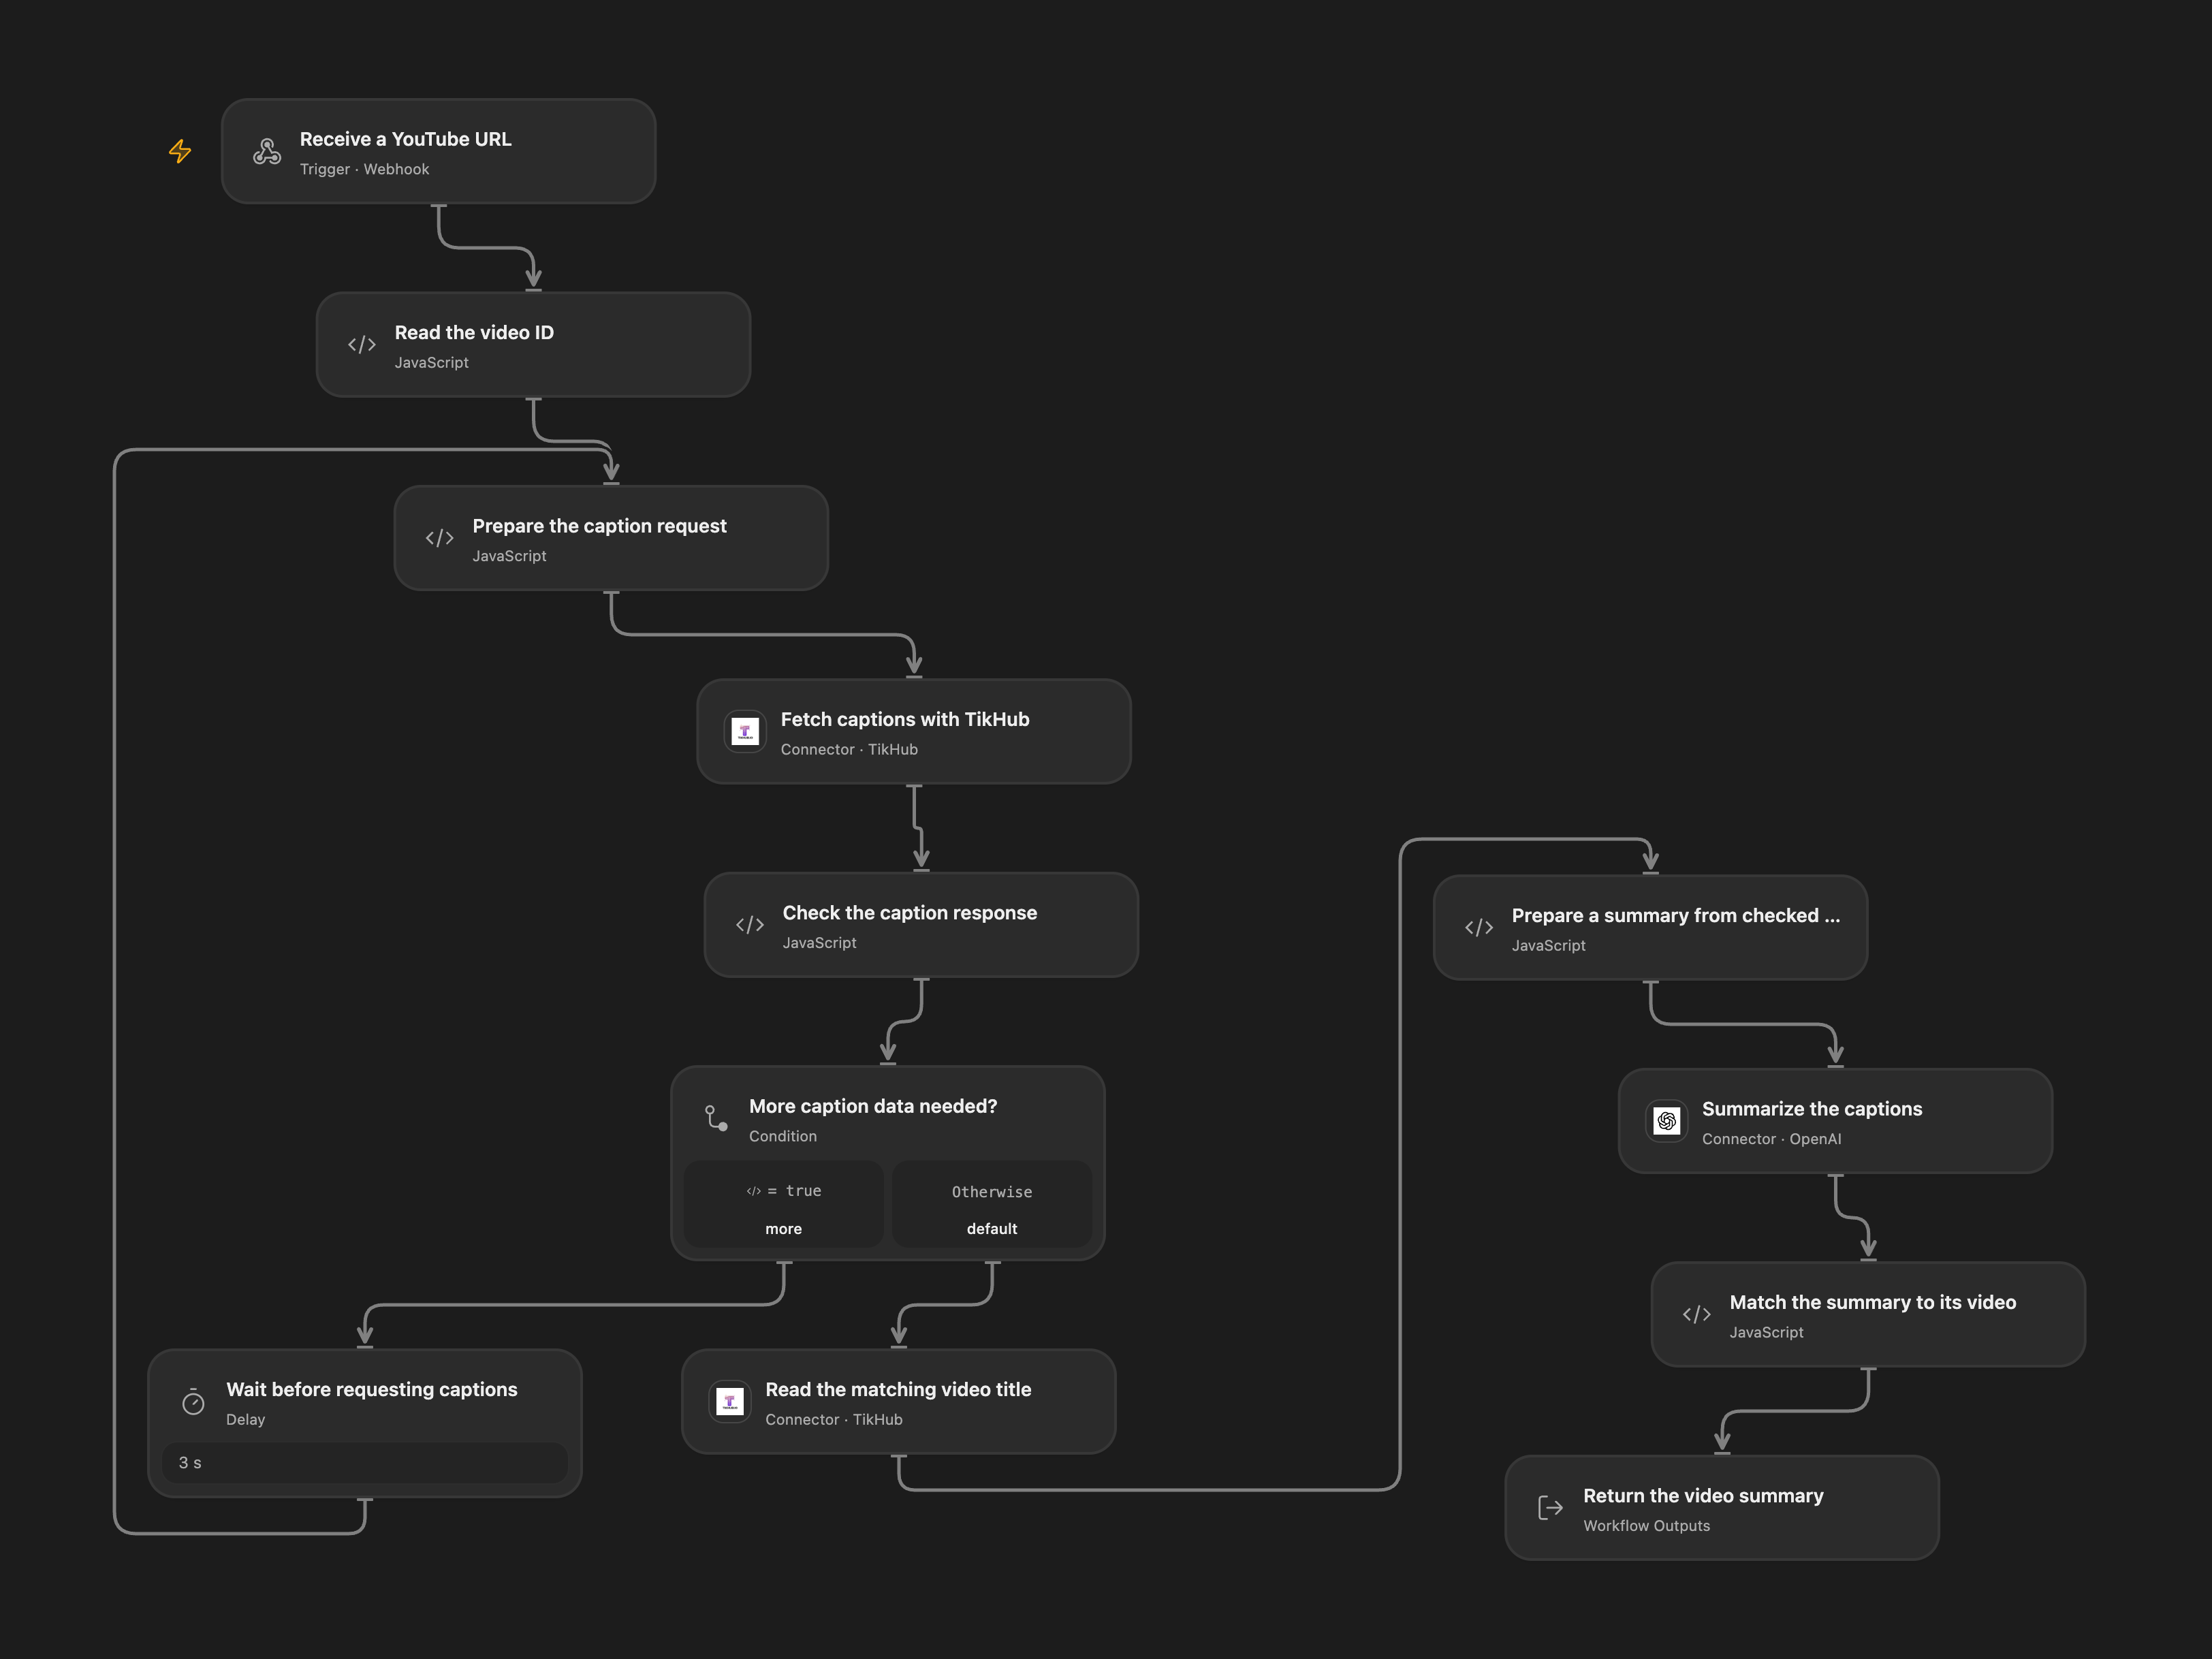 Receive a YouTube URL
Trigger · Webhook
Read the video ID
JavaScript
Prepare the caption request
JavaScript
Fetch captions with TikHub
Connector · TikHub
Check the caption response
JavaScript
More caption data needed?
Condition
</> = true
more
Otherwise
default
Wait before requesting captions
Delay
3 s
Read the matching video title
Connector · TikHub
Prepare a summary from checked ...
JavaScript
Summarize the captions
Connector · OpenAI
Match the summary to its video
JavaScript
Return the video summary
Workflow Outputs